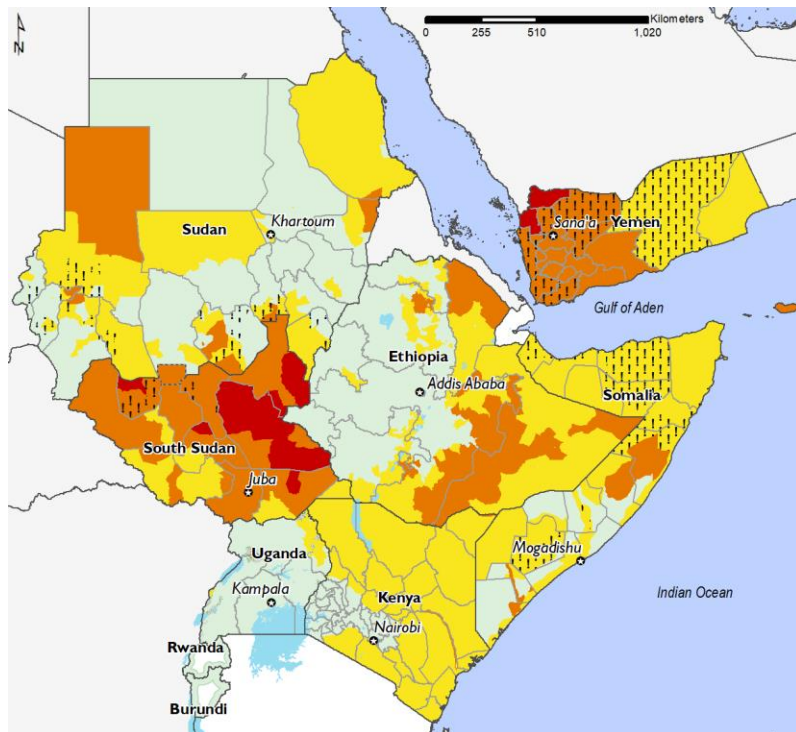 Kilometers
0 255 510 1,020
N
Khartoum
Sudan
Sana'a
Yemen
Gulf of Aden
Ethiopia
Addis Ababa
Somalia
South Sudan
Juba
Uganda
Mogadishu
Kampala
Kenya
Indian Ocean
Nairobi
Rwanda
Burundi